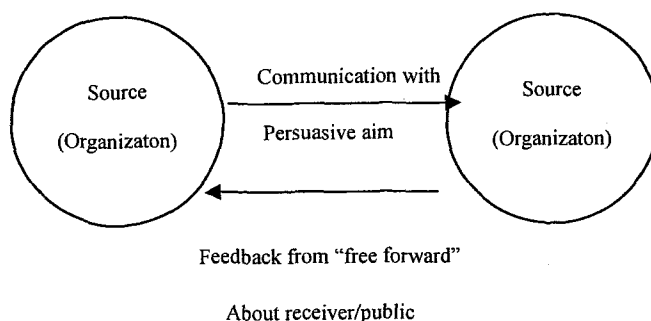 Source
(Organizaton)
Communication with
Persuasive aim
Source
(Organizaton)
Feedback from “free forward”
About receiver/public